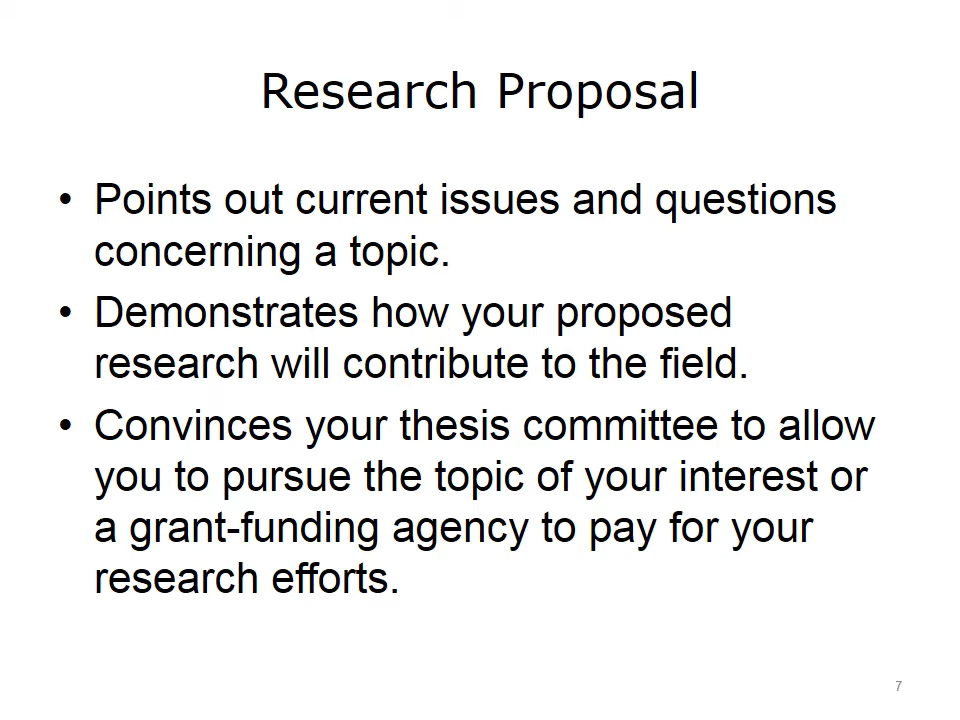 Research Proposal
• Points out current issues and questions
concerning a topic.
• Demonstrates how your proposed
research will contribute to the field.
• Convinces your thesis committee to allow
you to pursue the topic of your interest or
a grant-funding agency to pay for your
research efforts.
7